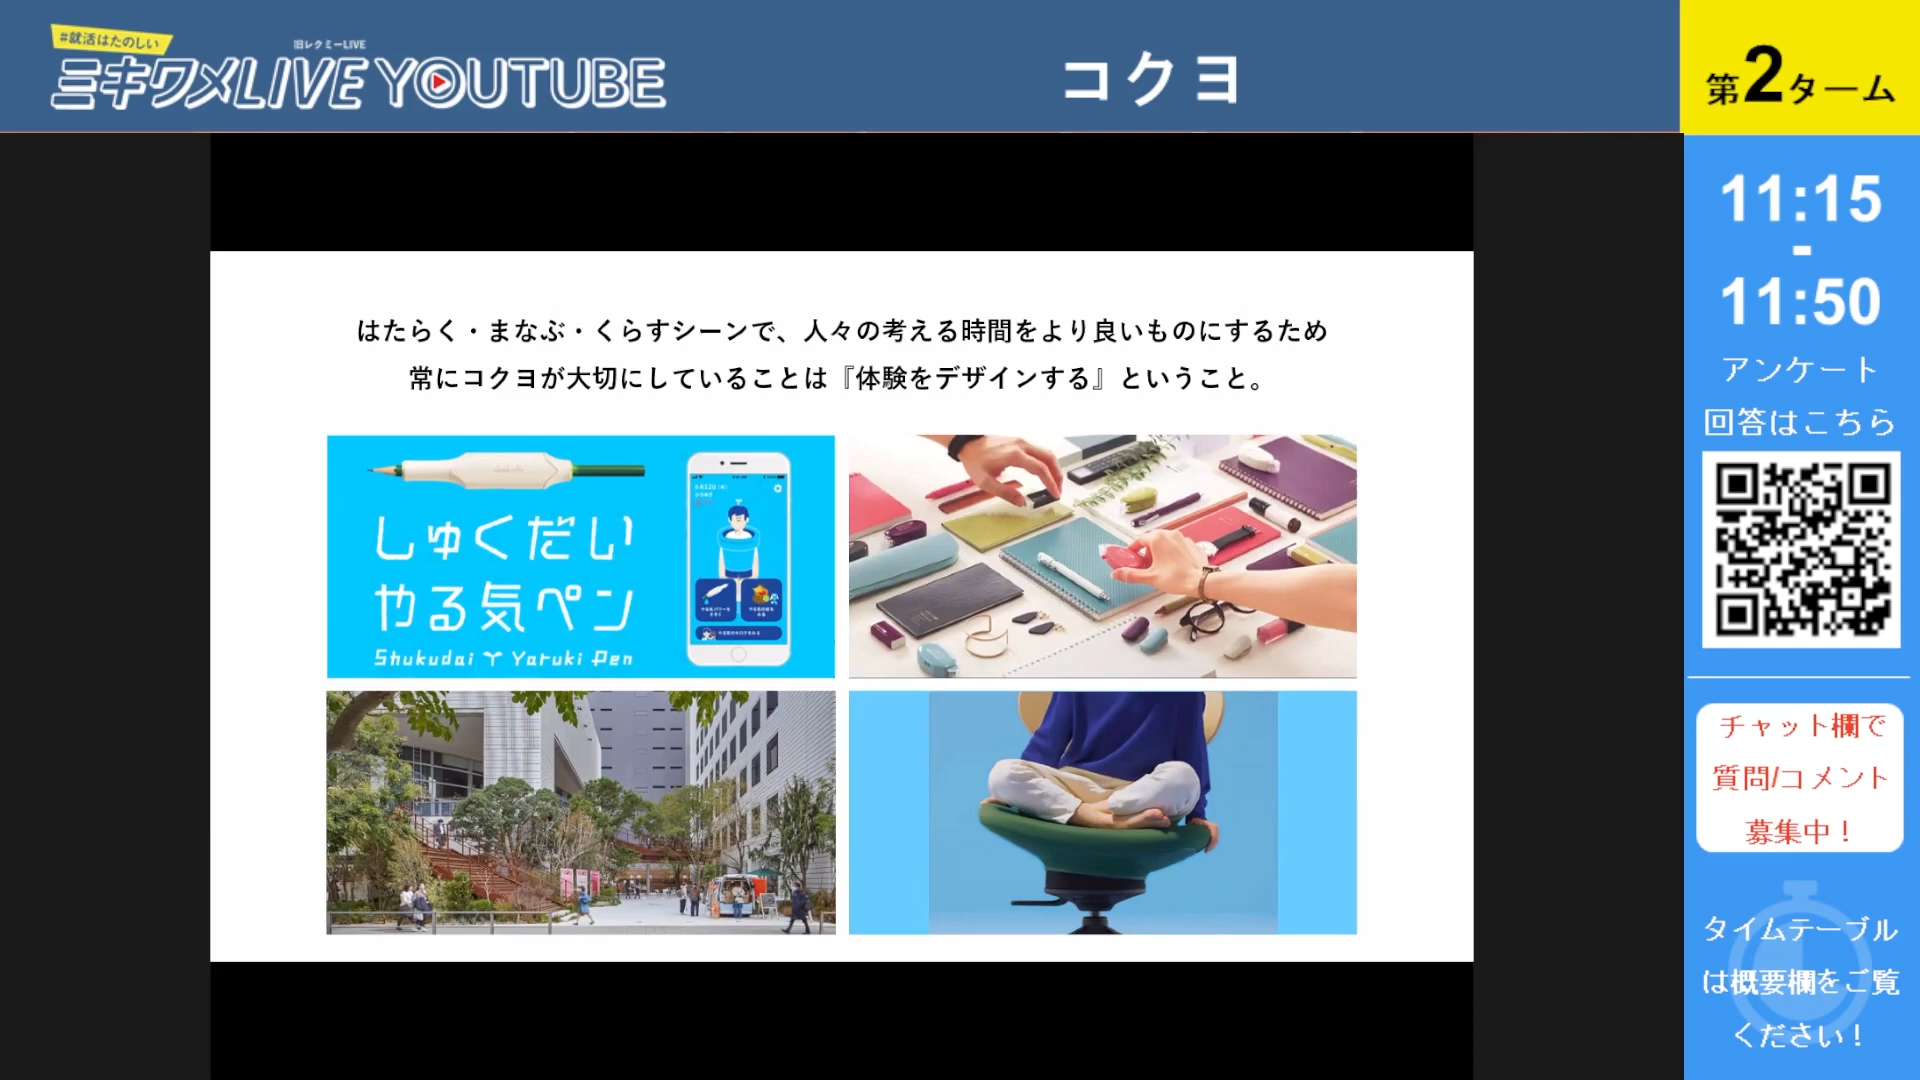 #就活はたのしい
旧レクミーLIVE
ミキワメLIVE YOUTUBE
コクヨ
第2ターム
はたらく・まなぶ・くらすシーンで、人々の考える時間をより良いものにするため
常にコクヨが大切にしていることは『体験をデザインする』ということ。
しゅくだい
やる気ペン
Shukudai Yaruki Pen
11:15
-
11:50
アンケート
回答はこちら
チャット欄で
質問/コメント
募集中！
タイムテーブル
は概要欄をご覧
ください！